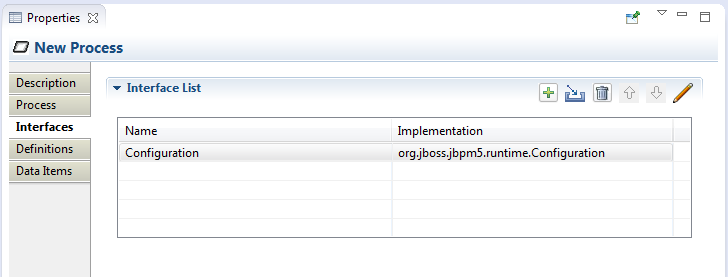 Properties
New Process
Description
Process
Interfaces
Definitions
Data Items
Interface List
Name Implementation
Configuration org.jboss.jbpm5.runtime.Configuration